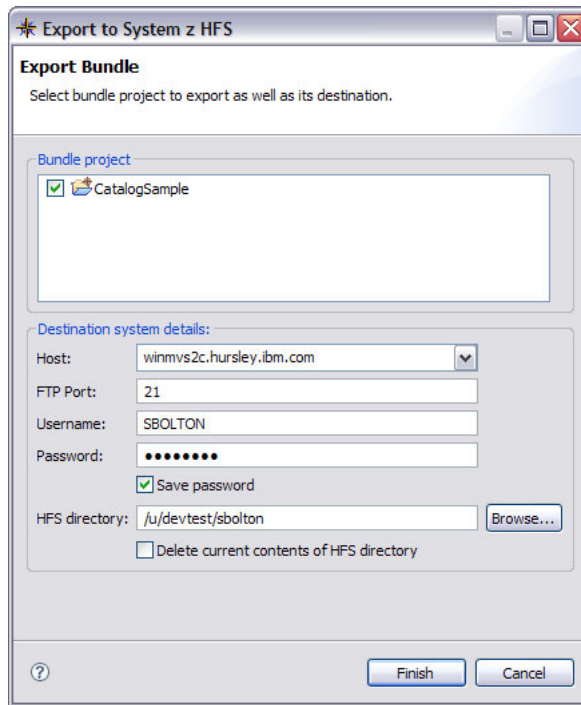 Export to System z HFS
Export Bundle
Select bundle project to export as well as its destination.
Bundle project
CatalogSample
Destination system details:
Host: winmvs2c.hursley.ibm.com
FTP Port: 21
Username: SBOLTON
Password: ●●●●●●●●
Save password
HFS directory: /u/devtest/sbolton Browse...
Delete current contents of HFS directory
? Finish Cancel